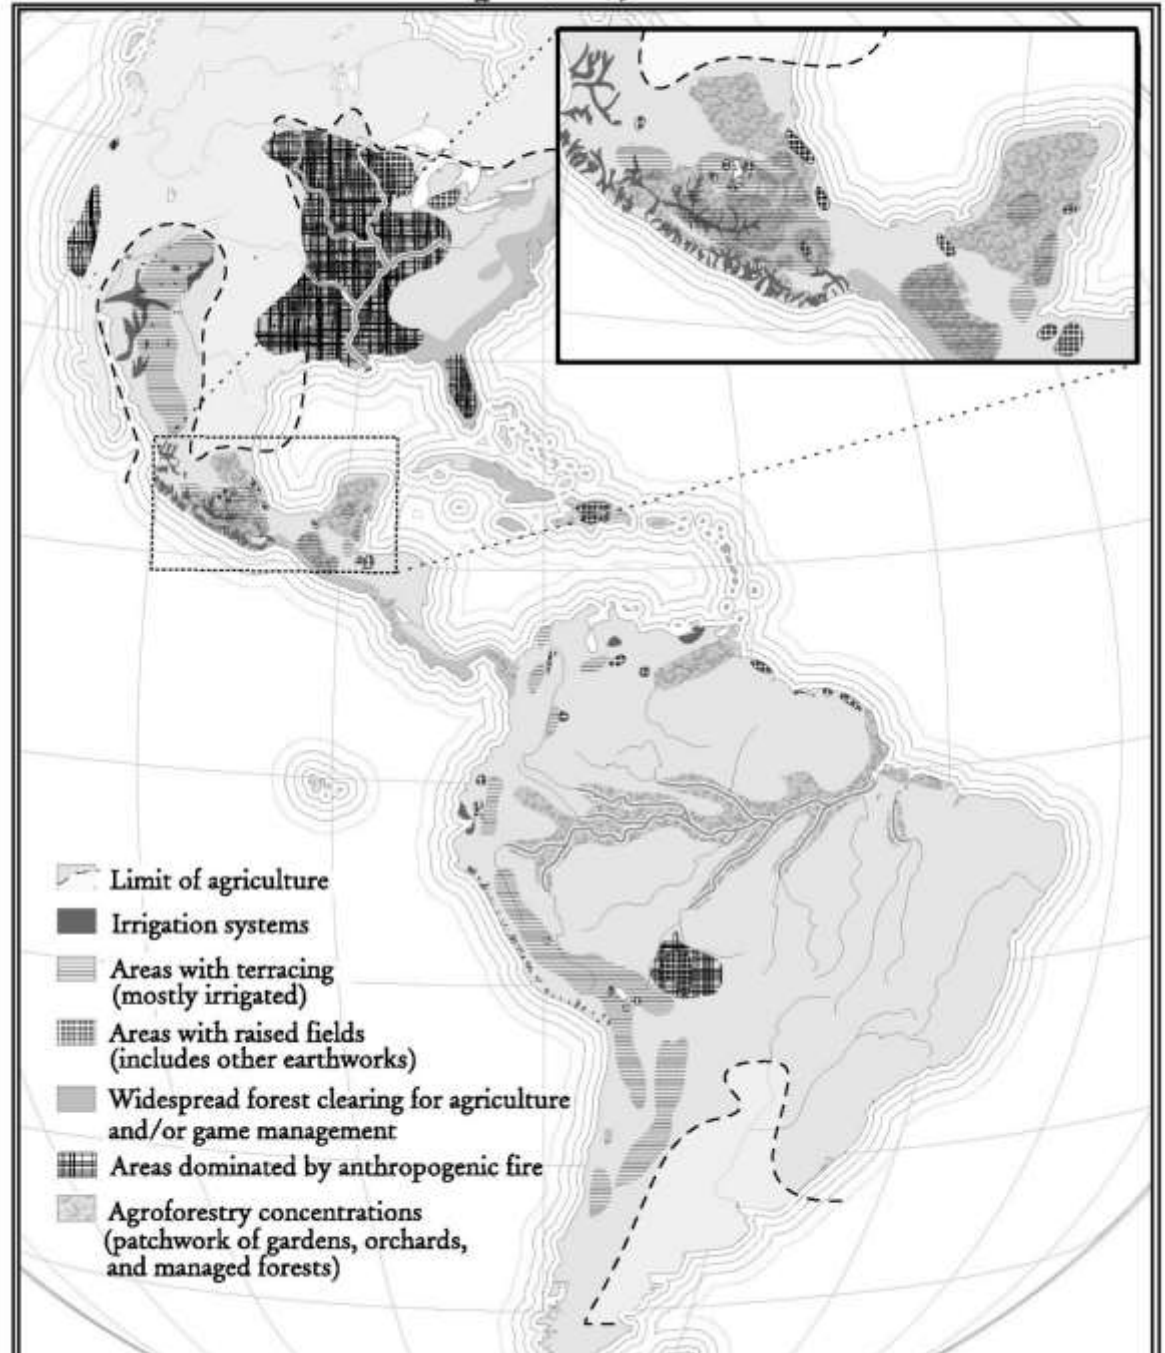 Limit of agriculture
Irrigation systems
Areas with terracing
(mostly irrigated)
Areas with raised fields
(includes other earthworks)
Widespread forest clearing for agriculture
and/or game management
Areas dominated by anthropogenic fire
Agroforestry concentrations
(patchwork of gardens, orchards,
and managed forests)